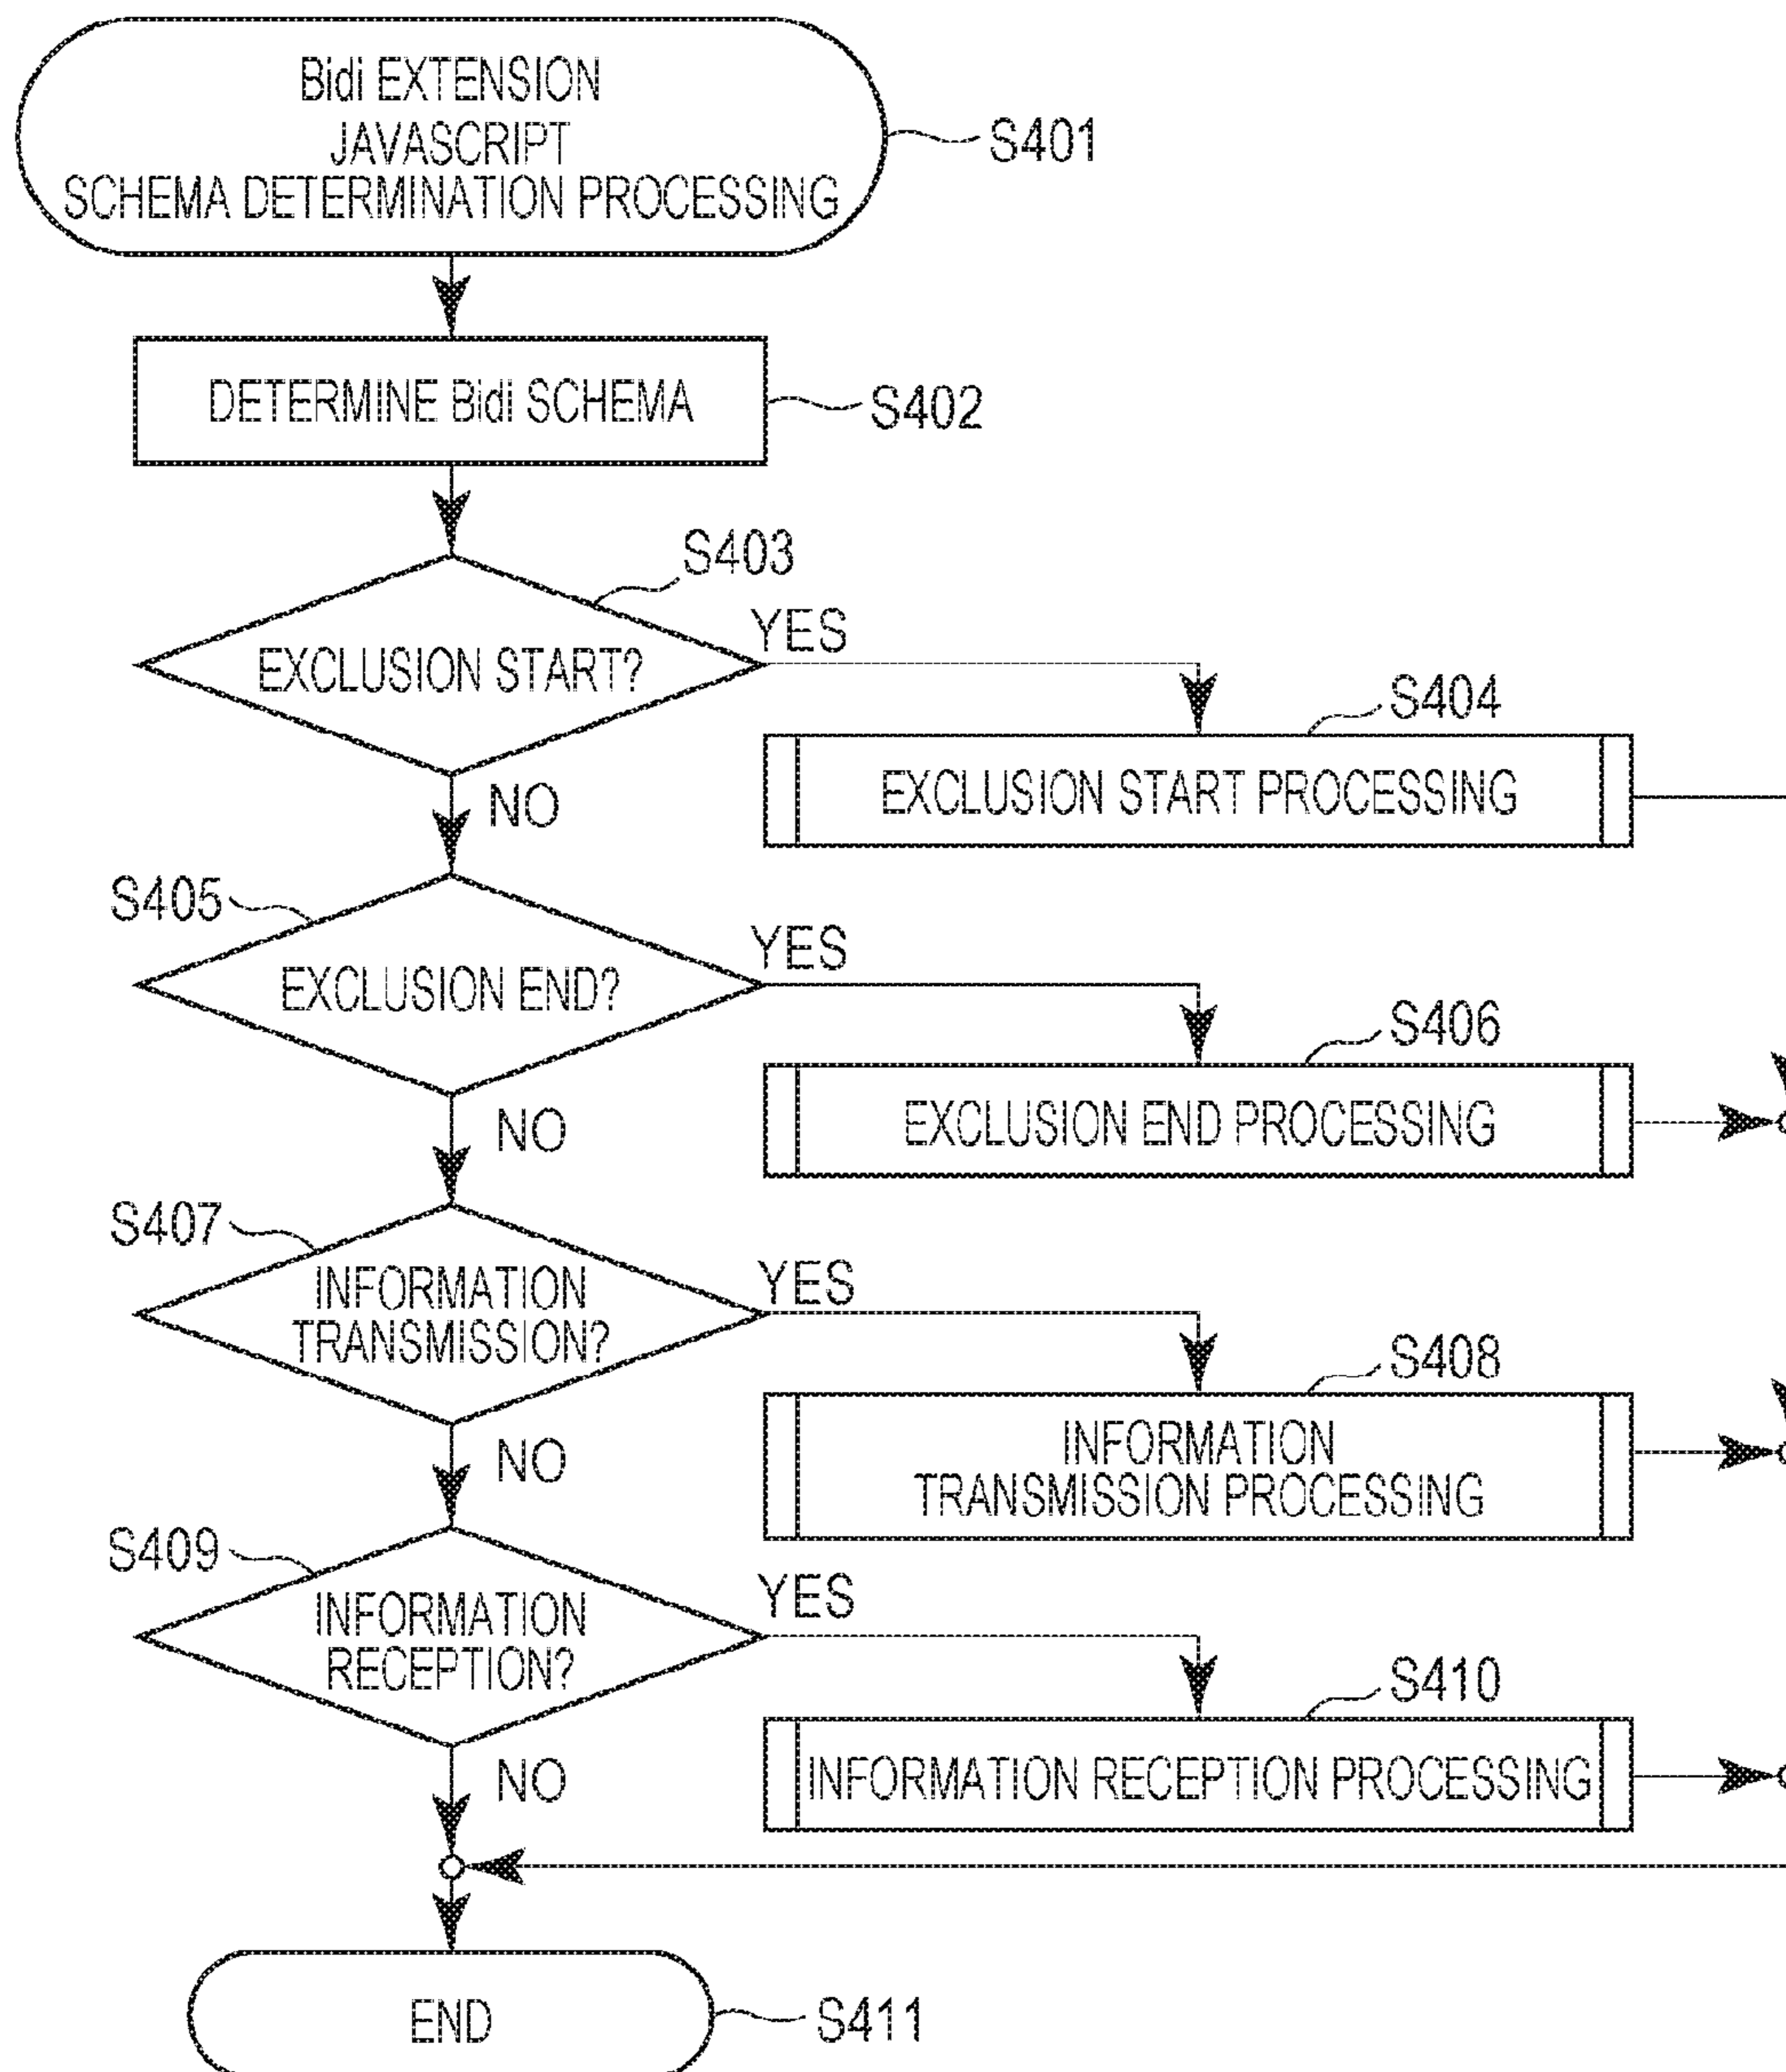 Bidi EXTENSION
JAVASCRIPT
SCHEMA DETERMINATION PROCESSING
S401
DETERMINE Bidi SCHEMA
S402
S403
EXCLUSION START?
YES
S404
EXCLUSION START PROCESSING
NO
S405
EXCLUSION END?
YES
S406
EXCLUSION END PROCESSING
NO
S407
INFORMATION
TRANSMISSION?
YES
S408
INFORMATION
TRANSMISSION PROCESSING
NO
S409
INFORMATION
RECEPTION?
YES
S410
INFORMATION RECEPTION PROCESSING
NO
END
S411